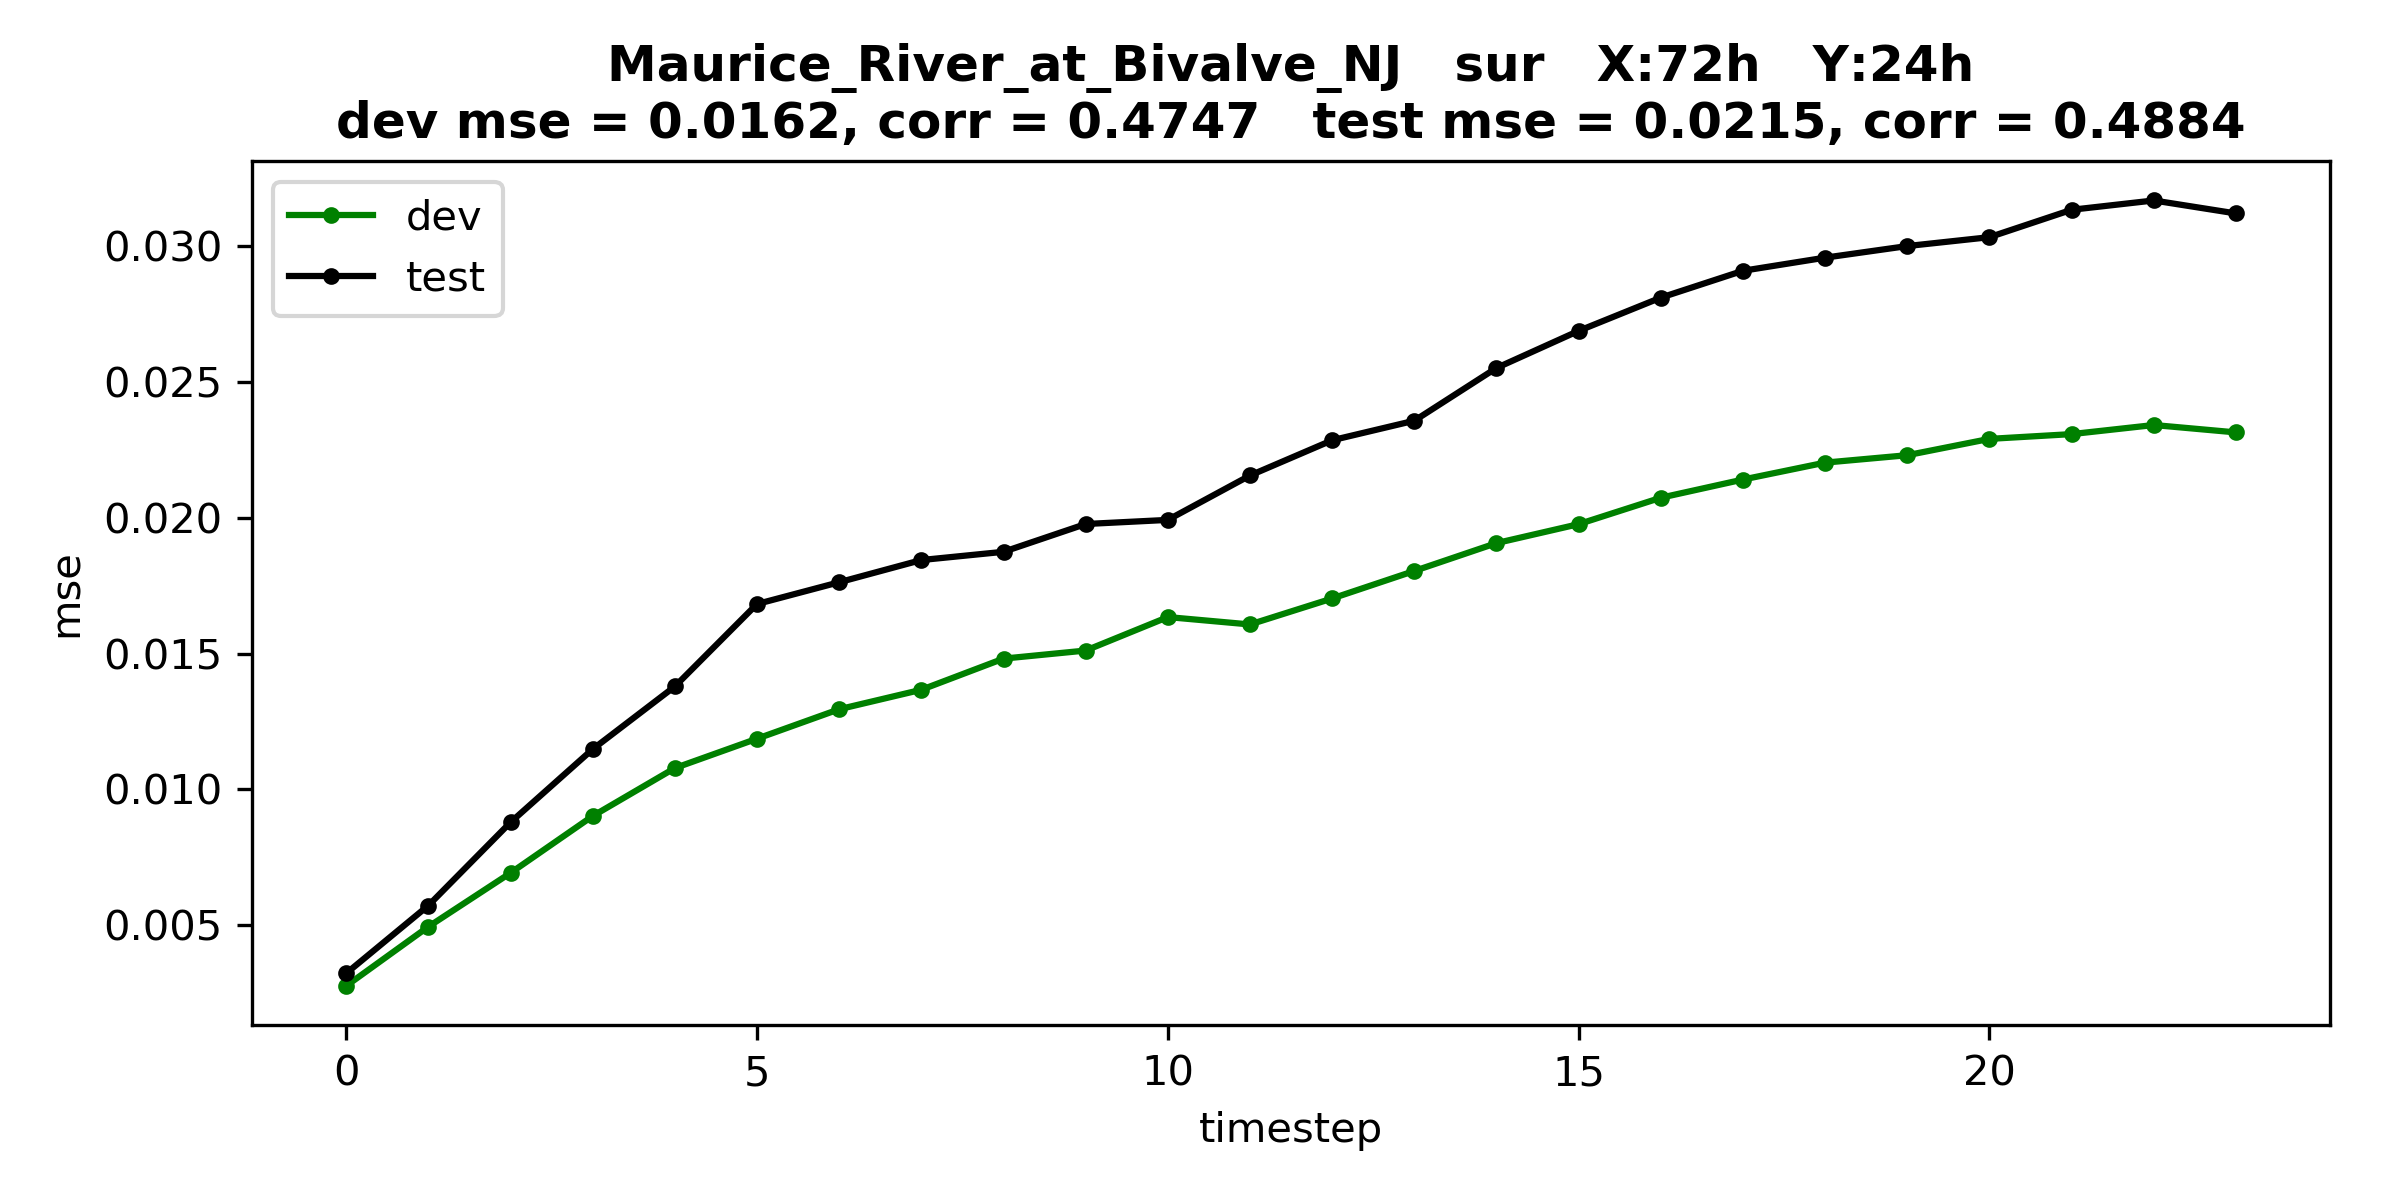 Maurice_River_at_Bivalve_NJ   sur   X:72h   Y:24h
dev mse = 0.0162, corr = 0.4747   test mse = 0.0215, corr = 0.4884
dev
test
0.030
0.025
0.020
0.015
0.010
0.005
mse
0 5 10 15 20
timestep